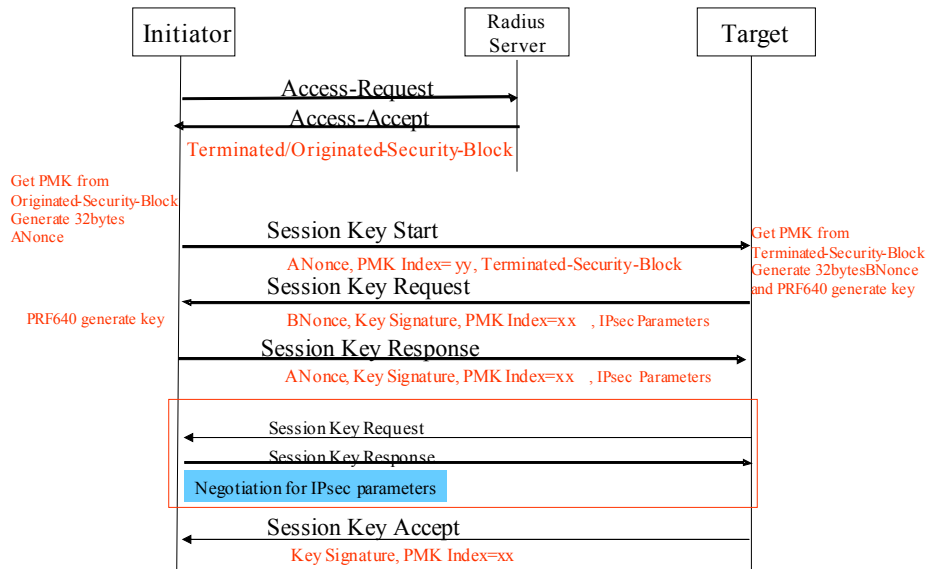 Initiator
Radius
Server
Target
Access-Request
Access-Accept
Terminated/Originated-Security-Block
Get PMK from
Originated-Security-Block
Generate 32bytes
ANonce
Session Key Start
ANonce, PMK Index= yy, Terminated-Security-Block
Get PMK from
Terminated-Security-Block
Generate 32bytesBNonce
and PRF640 generate key
Session Key Request
BNonce, Key Signature, PMK Index=xx , IPsec Parameters
PRF640 generate key
Session Key Response
ANonce, Key Signature, PMK Index=xx , IPsec Parameters
Session Key Request
Session Key Response
Negotiation for IPsec parameters
Session Key Accept
Key Signature, PMK Index=xx